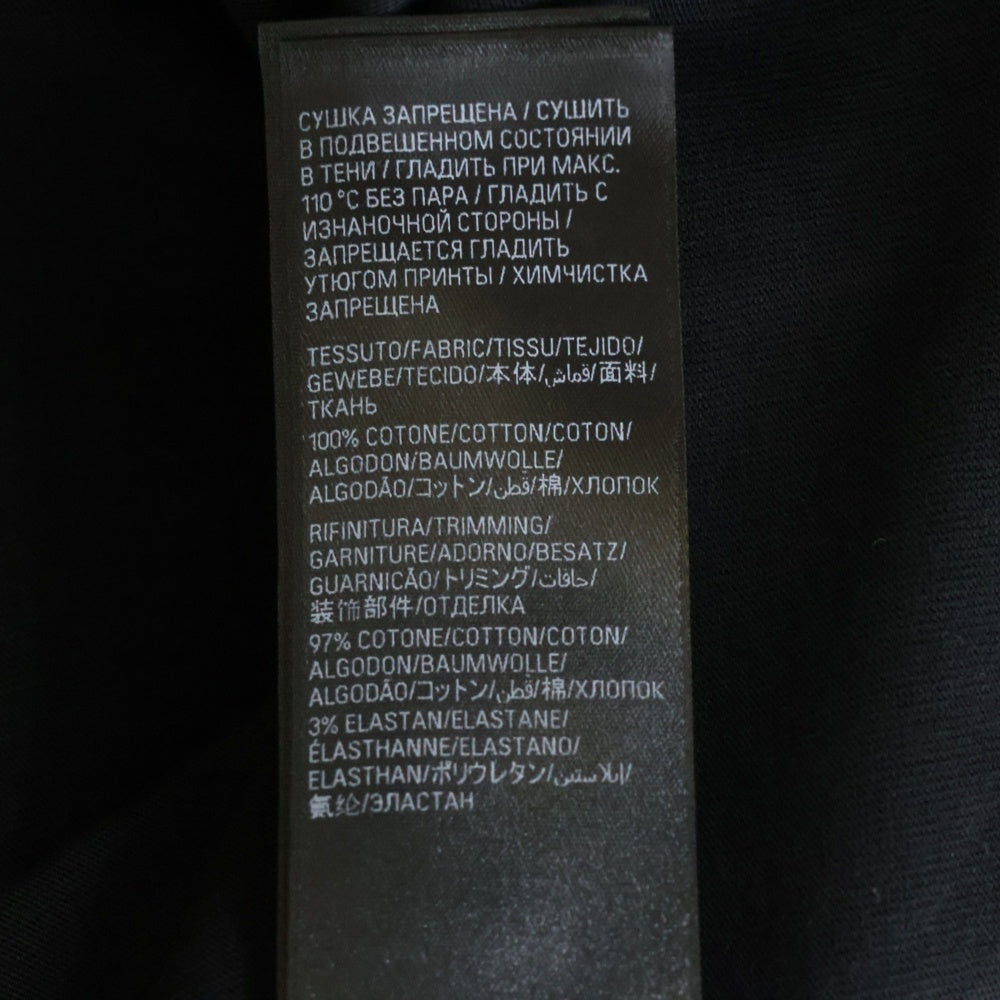 СУШКА ЗАПРЕЩЕНА / СУШИТЬ
В ПОДВЕШЕННОМ СОСТОЯНИИ
В ТЕНИ / ГЛАДИТЬ ПРИ МАКС.
110 °C БЕЗ ПАРА / ГЛАДИТЬ С
ИЗНАНОЧНОЙ СТОРОНЫ /
ЗАПРЕЩАЕТСЯ ГЛАДИТЬ
УТЮГОМ ПРИНТЫ / ХИМЧИСТКА
ЗАПРЕЩЕНА
TESSUTO/FABRIC/TISSU/TEJIDO/
GEWEBE/TECIDO/本体/قماش/面料/
ТКАНЬ
100% COTONE/COTTON/COTON/
ALGODON/BAUMWOLLE/
ALGODÃO/コットン/قطن/棉/ХЛОПОК
RIFINITURA/TRIMMING/
GARNITURE/ADORNO/BESATZ/
GUARNICÃO/トリミング/حافات/
装饰部件/ОТДЕЛКА
97% COTONE/COTTON/COTON/
ALGODON/BAUMWOLLE/
ALGODÃO/コットン/قطن/棉/ХЛОПОК
3% ELASTAN/ELASTANE/
ÉLASTHANNE/ELASTANO/
ELASTHAN/ポリウレタン/إيلاستين/
氨纶/ЭЛАСТАН